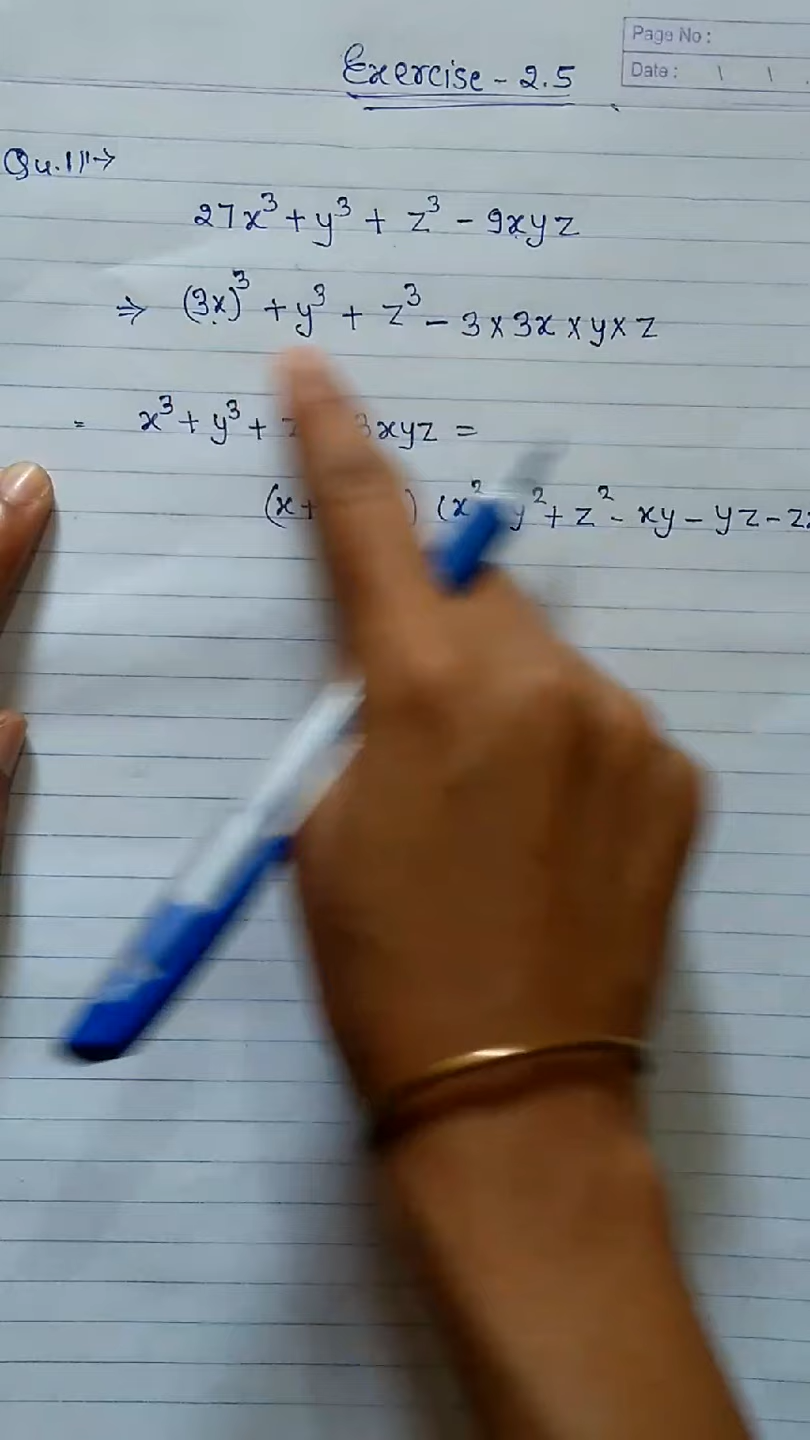 Page No :
Exercise - 2.5
Date : \ \
Qu.11 →
27x³ + y³ + z³ - 9xyz
⇒ (3x)³ + y³ + z³ - 3 × 3x × y × z
= x³ + y³ + z 3xyz =
(x+ ) (x² y² + z² - xy - yz - zx